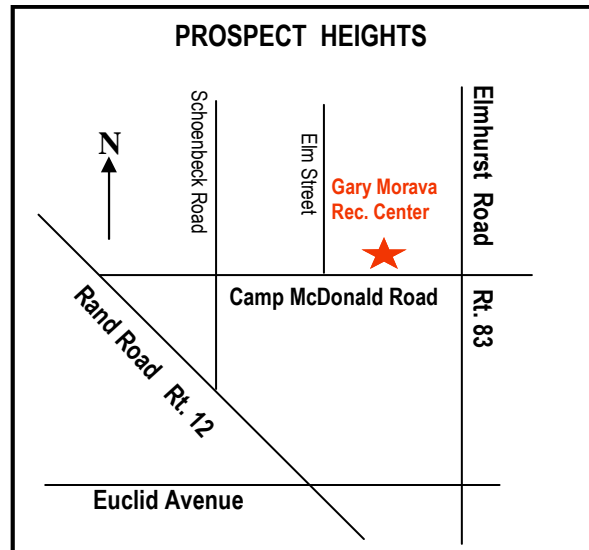 PROSPECT HEIGHTS
Schoenbeck Road
Elm Street
Elmhurst Road
N
Gary Morava
Rec. Center
Camp McDonald Road
Rt. 83
Rand Road Rt. 12
Euclid Avenue